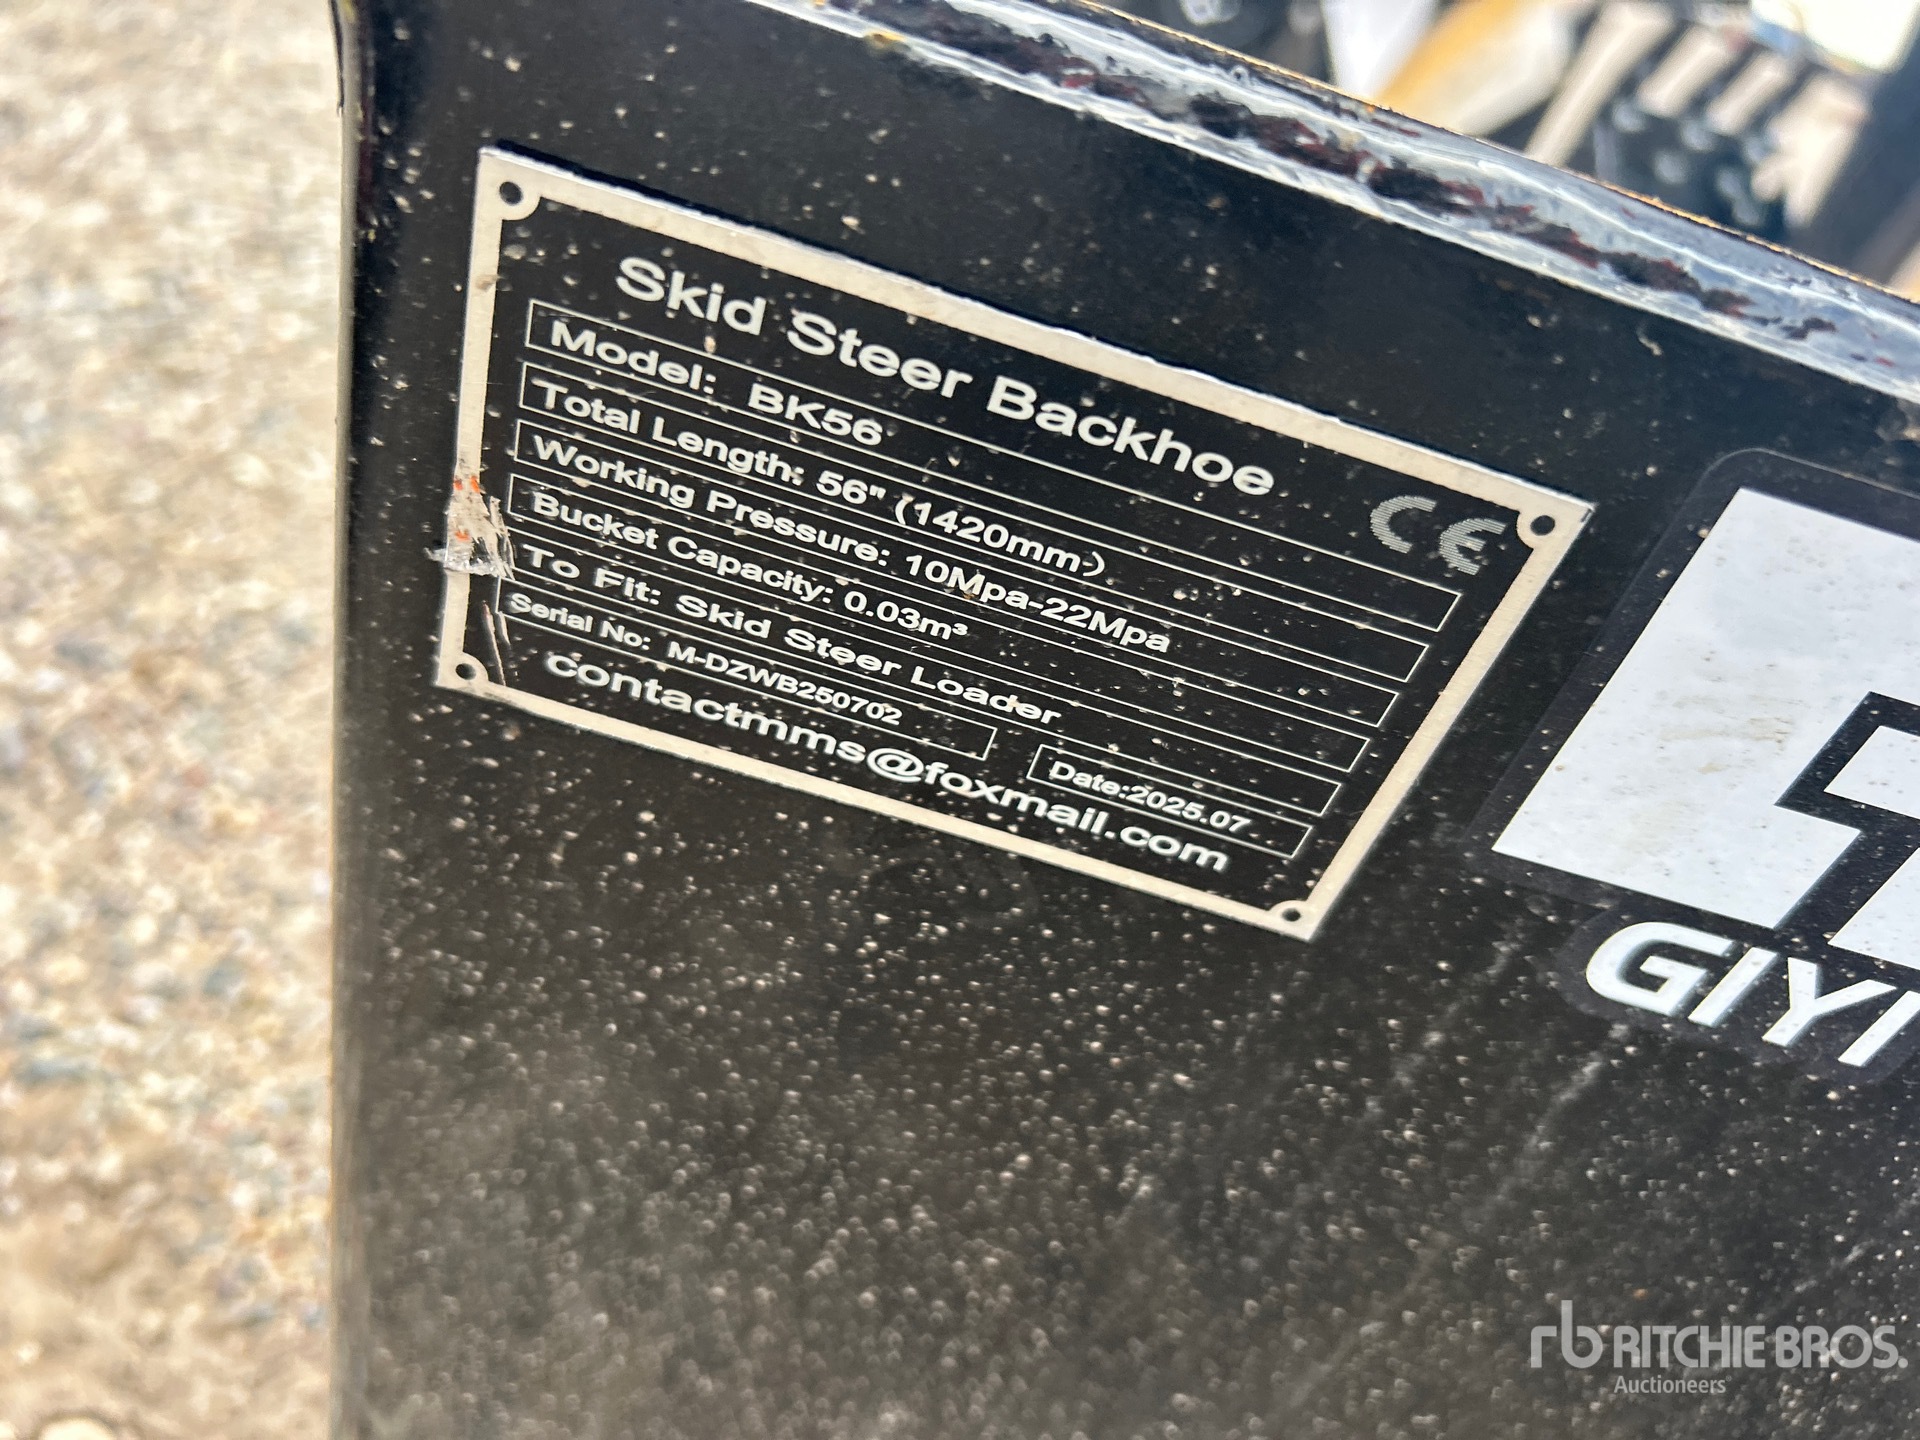 Skid Steer Backhoe
CE
Model: BK56
Total Length: 56" (1420mm)
Working Pressure: 10Mpa-22Mpa
Bucket Capacity: 0.03m³
To Fit: Skid Steer Loader
Serial No: M-DZWB250702
Date:2025.07
contactmms@foxmail.com
GIYI
rb RITCHIE BROS.
Auctioneers